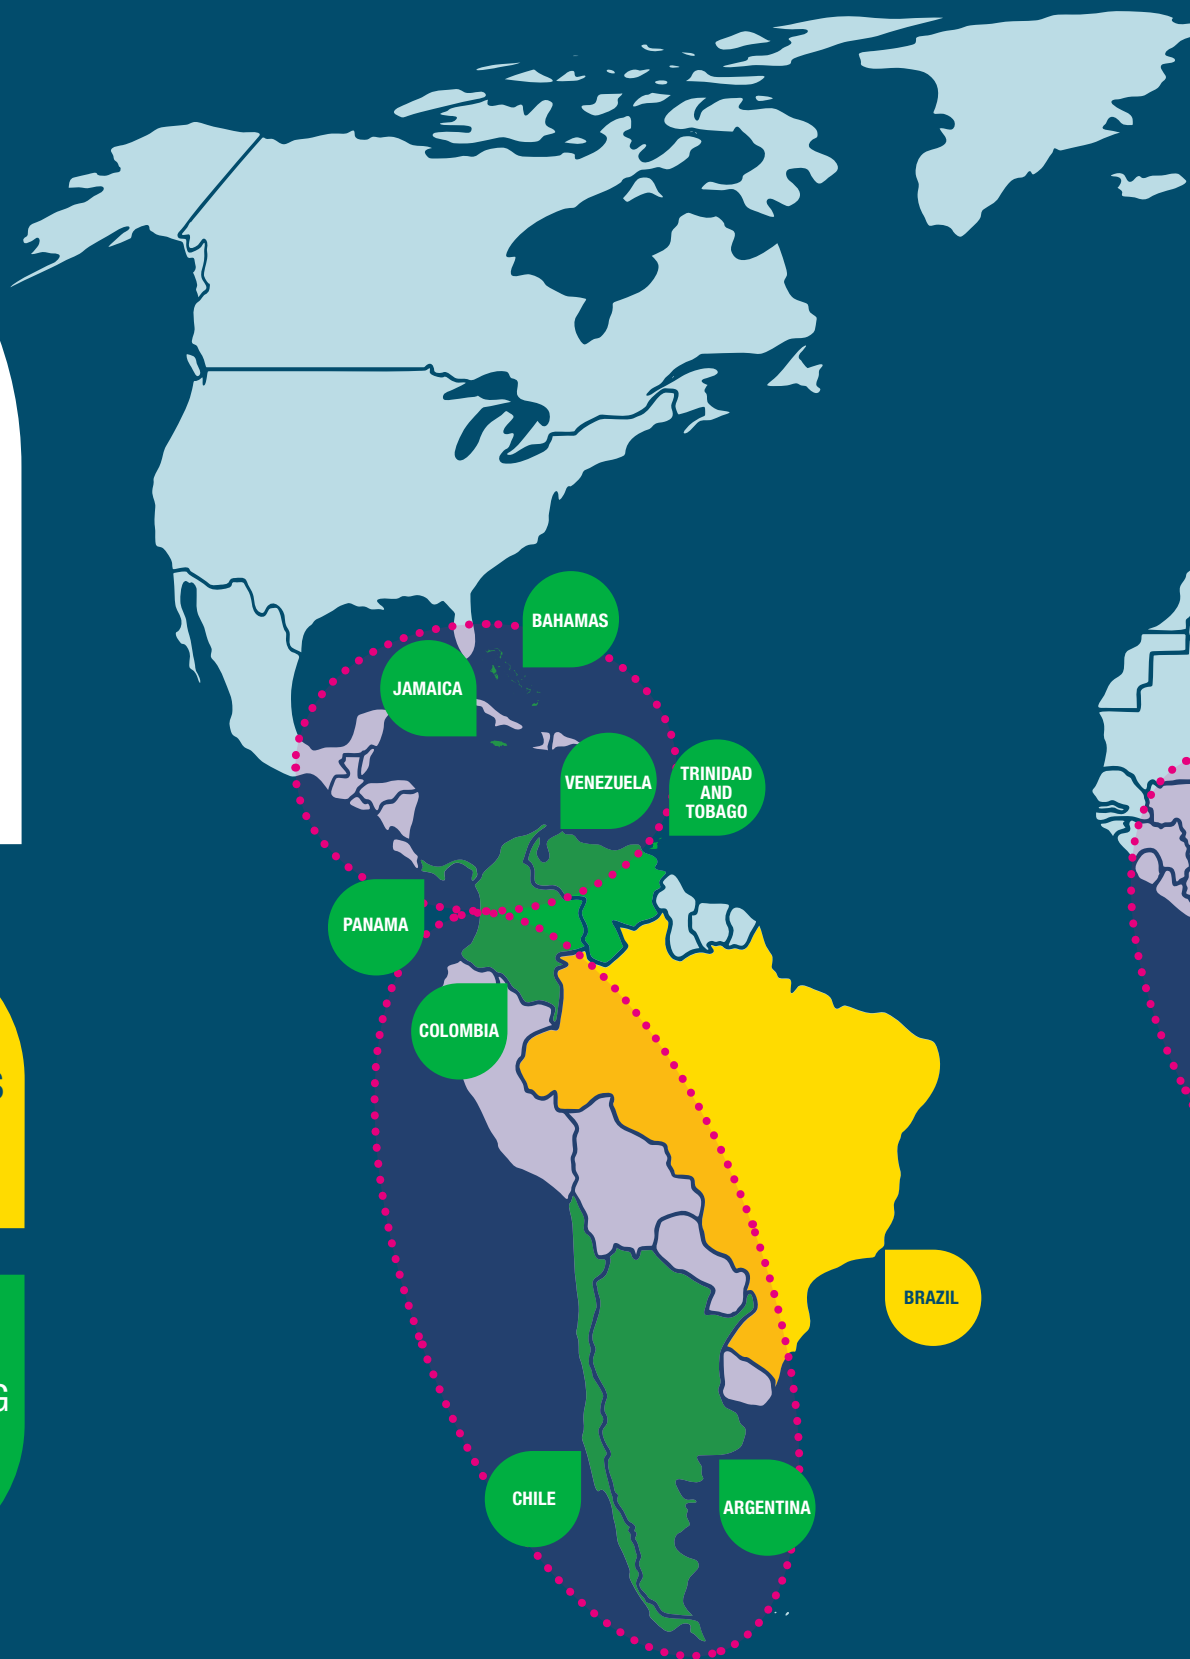 BAHAMAS
JAMAICA
VENEZUELA
TRINIDAD
AND
TOBAGO
PANAMA
COLOMBIA
S
BRAZIL
G
CHILE
ARGENTINA